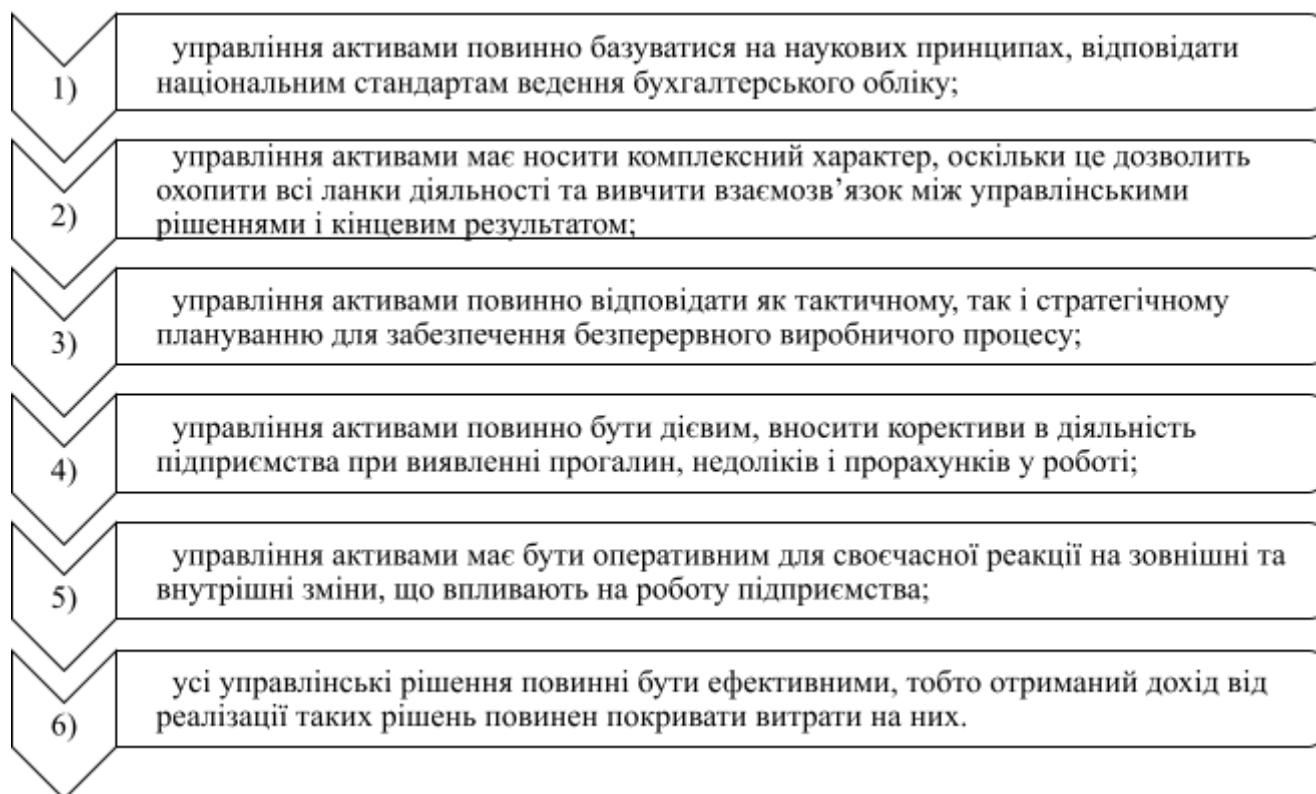 1)
управління активами повинно базуватися на наукових принципах, відповідати
національним стандартам ведення бухгалтерського обліку;
2)
управління активами має носити комплексний характер, оскільки це дозволить
охопити всі ланки діяльності та вивчити взаємозв’язок між управлінськими
рішеннями і кінцевим результатом;
3)
управління активами повинно відповідати як тактичному, так і стратегічному
плануванню для забезпечення безперервного виробничого процесу;
4)
управління активами повинно бути дієвим, вносити корективи в діяльність
підприємства при виявленні прогалин, недоліків і прорахунків у роботі;
5)
управління активами має бути оперативним для своєчасної реакції на зовнішні та
внутрішні зміни, що впливають на роботу підприємства;
6)
усі управлінські рішення повинні бути ефективними, тобто отриманий дохід від
реалізації таких рішень повинен покривати витрати на них.